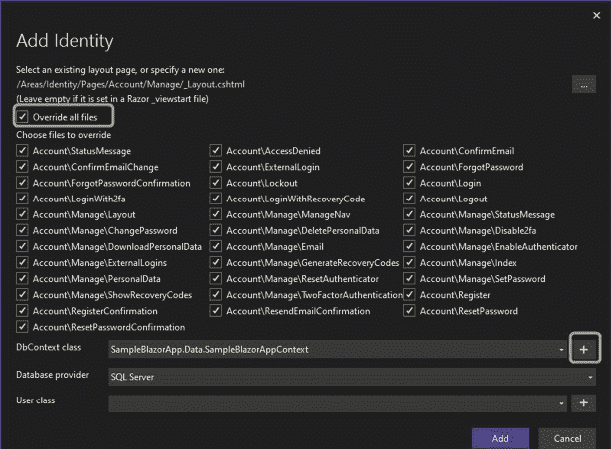 Add Identity
Select an existing layout page, or specify a new one:
/Areas/Identity/Pages/Account/Manage/_Layout.cshtml
...
(Leave empty if it is set in a Razor _viewstart file)
Override all files
Choose files to override
Account\StatusMessage Account\AccessDenied Account\ConfirmEmail
Account\ConfirmEmailChange Account\ExternalLogin Account\ForgotPassword
Account\ForgotPasswordConfirmation Account\Lockout Account\Login
Account\LoginWith2fa Account\LoginWithRecoveryCode Account\Logout
Account\Manage\Layout Account\Manage\ManageNav Account\Manage\StatusMessage
Account\Manage\ChangePassword Account\Manage\DeletePersonalData Account\Manage\Disable2fa
Account\Manage\DownloadPersonalData Account\Manage\Email Account\Manage\EnableAuthenticator
Account\Manage\ExternalLogins Account\Manage\GenerateRecoveryCodes Account\Manage\Index
Account\Manage\PersonalData Account\Manage\ResetAuthenticator Account\Manage\SetPassword
Account\Manage\ShowRecoveryCodes Account\Manage\TwoFactorAuthentication Account\Register
Account\RegisterConfirmation Account\ResendEmailConfirmation Account\ResetPassword
Account\ResetPasswordConfirmation
DbContext class SampleBlazorApp.Data.SampleBlazorAppContext +
Database provider SQL Server
User class +
Add Cancel